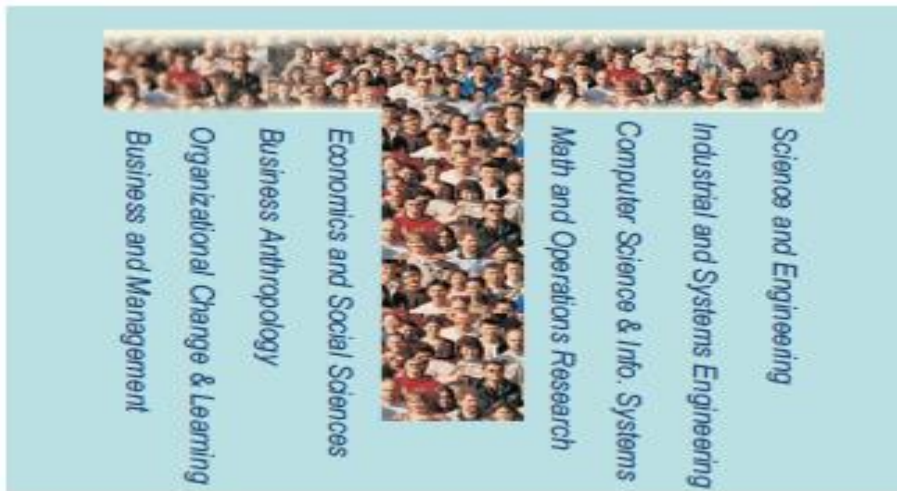 Science and Engineering
Industrial and Systems Engineering
Computer Science & Info. Systems
Math and Operations Research
Economics and Social Sciences
Business Anthropology
Organizational Change & Learning
Business and Management